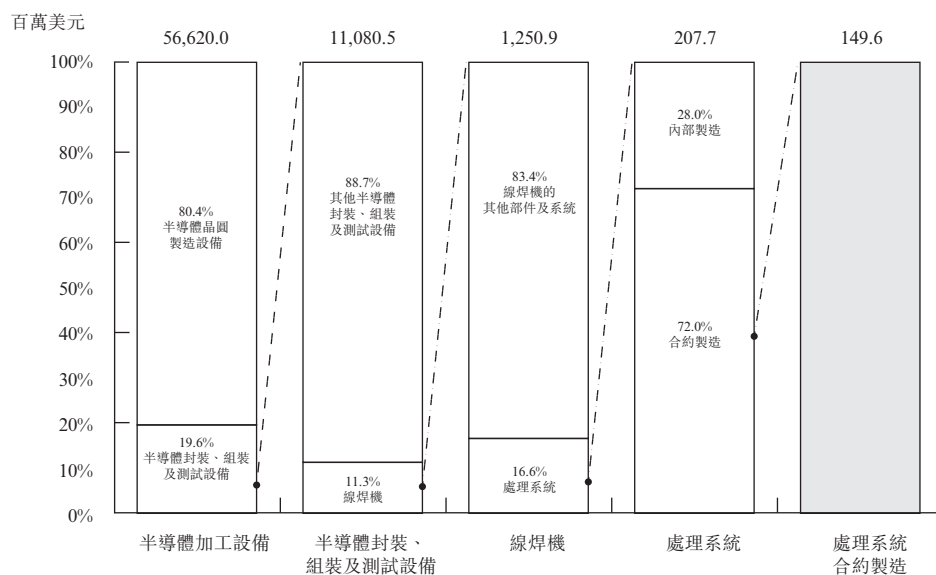 百萬美元
56,620.0
11,080.5
1,250.9
207.7
149.6
100%
90%
80%
70%
60%
50%
40%
30%
20%
10%
0%
80.4%
半導體晶圓
製造設備
19.6%
半導體封裝、組裝
及測試設備
88.7%
其他半導體
封裝、組裝
及測試設備
11.3%
線焊機
83.4%
線焊機的
其他部件及系統
16.6%
處理系統
28.0%
內部製造
72.0%
合約製造
半導體加工設備
半導體封裝、
組裝及測試設備
線焊機
處理系統
處理系統
合約製造